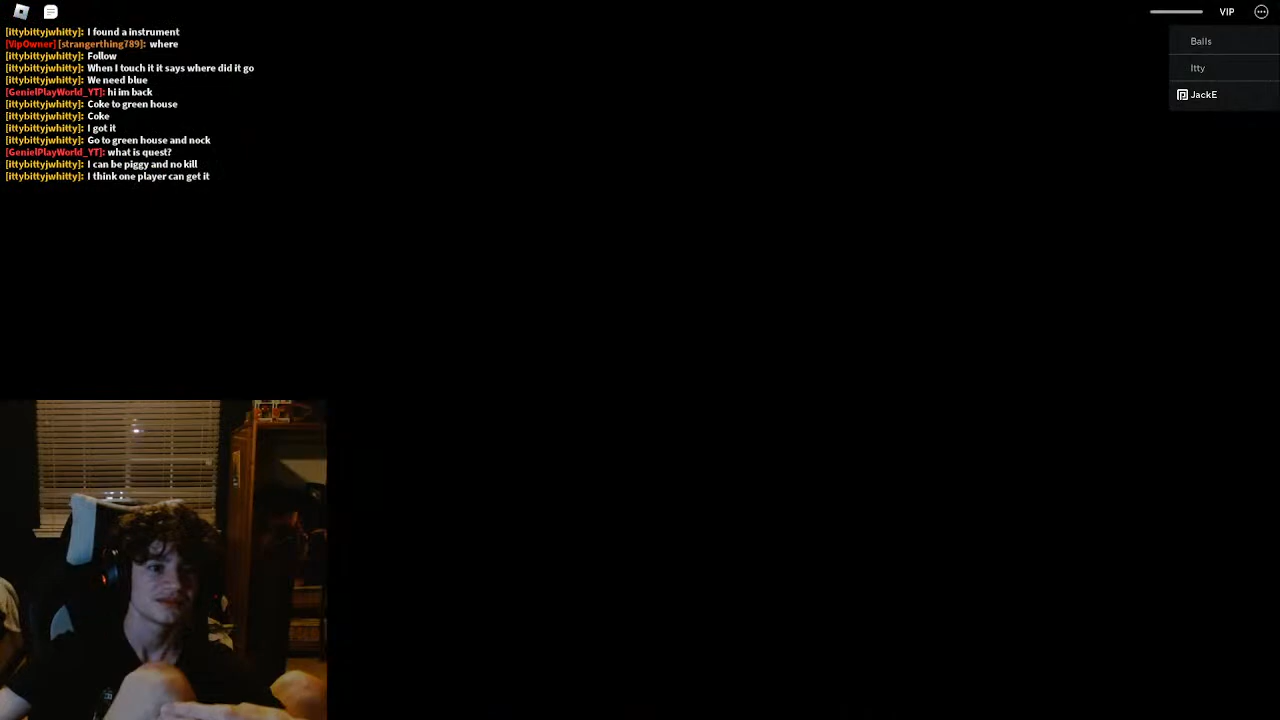 VIP
[ittybittyjwhitty]: I found a instrument
[VipOwner] [strangerthing789]: where
[ittybittyjwhitty]: Follow
[ittybittyjwhitty]: When I touch it it says where did it go
[ittybittyjwhitty]: We need blue
[GenielPlayWorld_YT]: hi im back
[ittybittyjwhitty]: Coke to green house
[ittybittyjwhitty]: Coke
[ittybittyjwhitty]: I got it
[ittybittyjwhitty]: Go to green house and nock
[GenielPlayWorld_YT]: what is quest?
[ittybittyjwhitty]: I can be piggy and no kill
[ittybittyjwhitty]: I think one player can get it
Balls
Itty
JackE